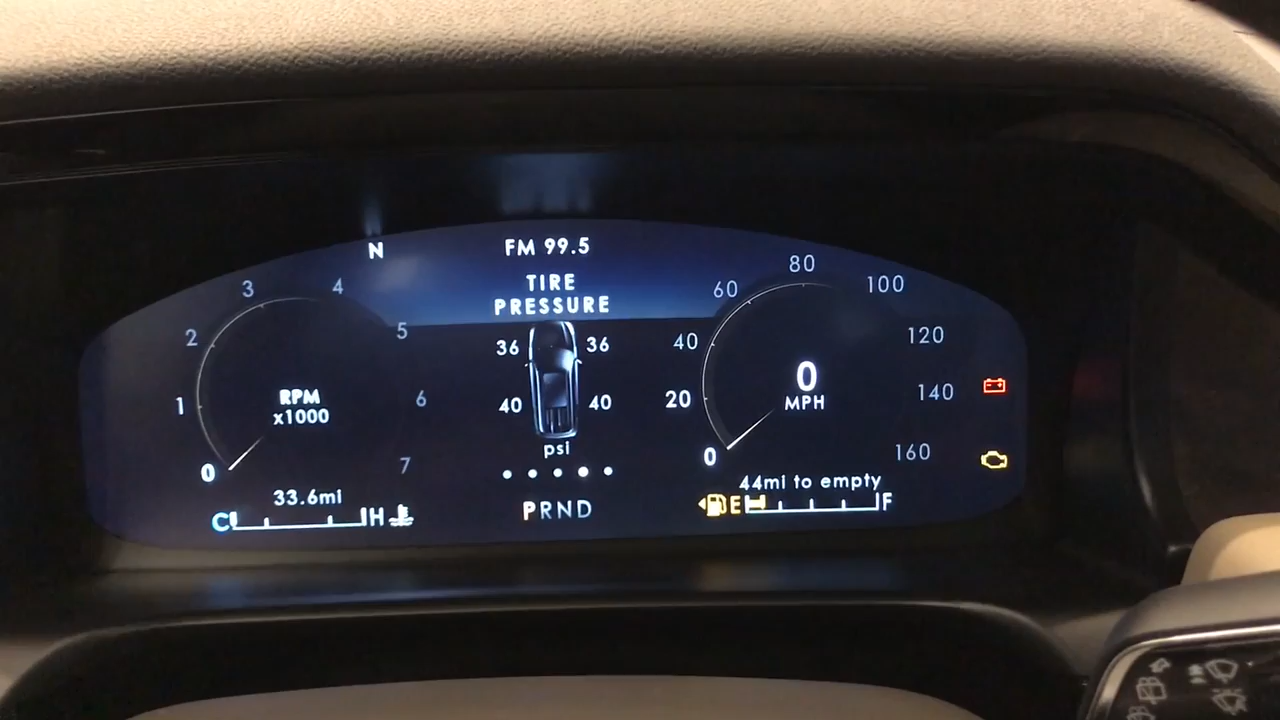 N
FM 99.5
TIRE
PRESSURE
36 36
40 40
psi
0 1 2 3 4 5 6 7
RPM
x1000
33.6mi
C H
PRND
0 20 40 60 80 100 120 140 160
0
MPH
44mi to empty
E F